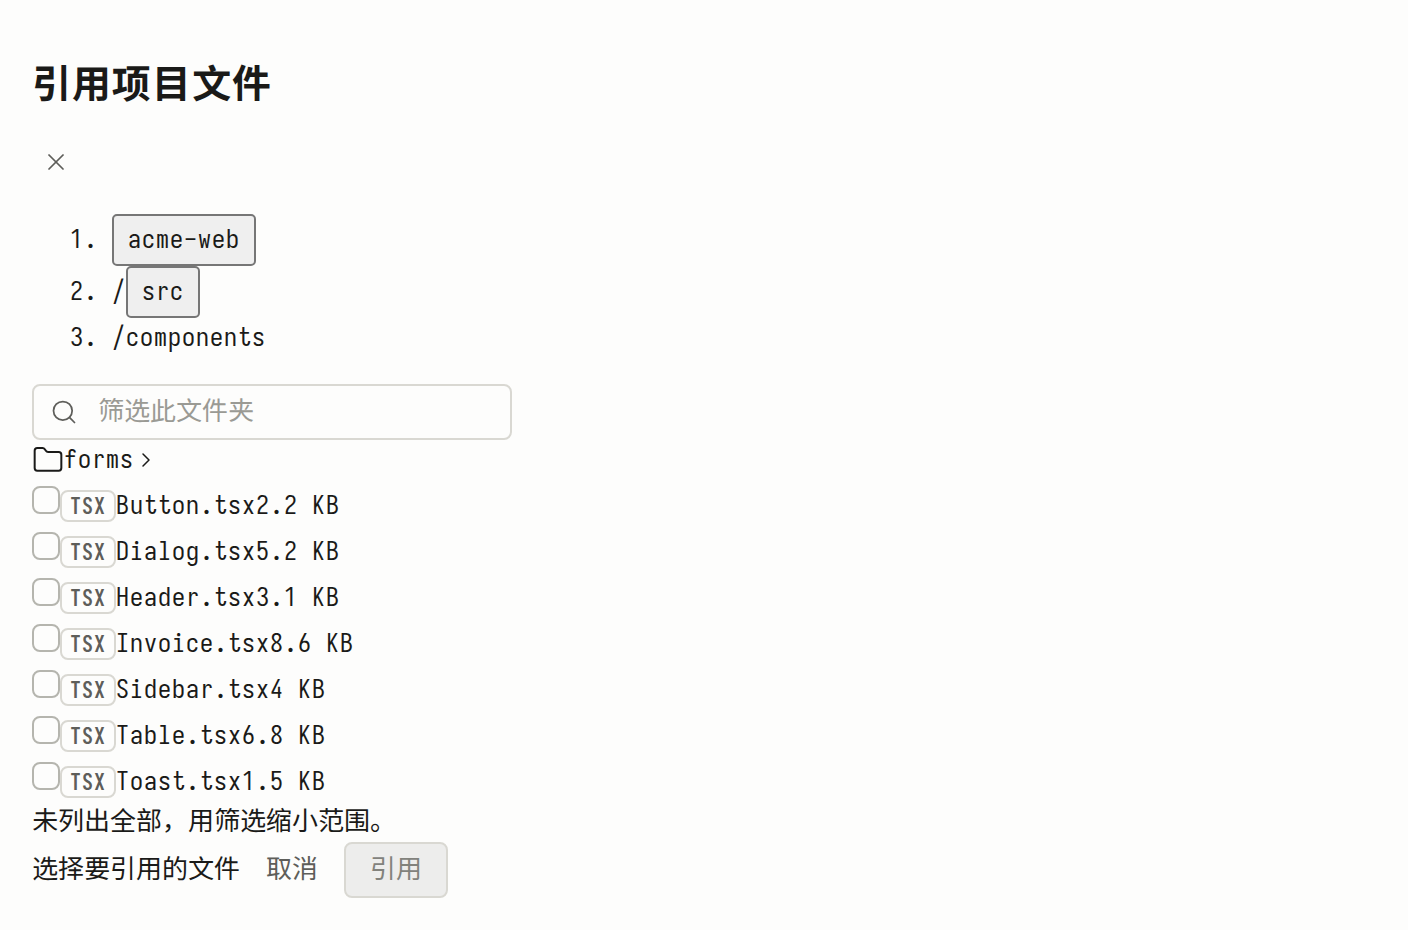 引用项目文件
1. acme-web
2. /src
3. /components
筛选此文件夹
forms
TSX Button.tsx2.2 KB
TSX Dialog.tsx5.2 KB
TSX Header.tsx3.1 KB
TSX Invoice.tsx8.6 KB
TSX Sidebar.tsx4 KB
TSX Table.tsx6.8 KB
TSX Toast.tsx1.5 KB
未列出全部，用筛选缩小范围。
选择要引用的文件 取消 引用